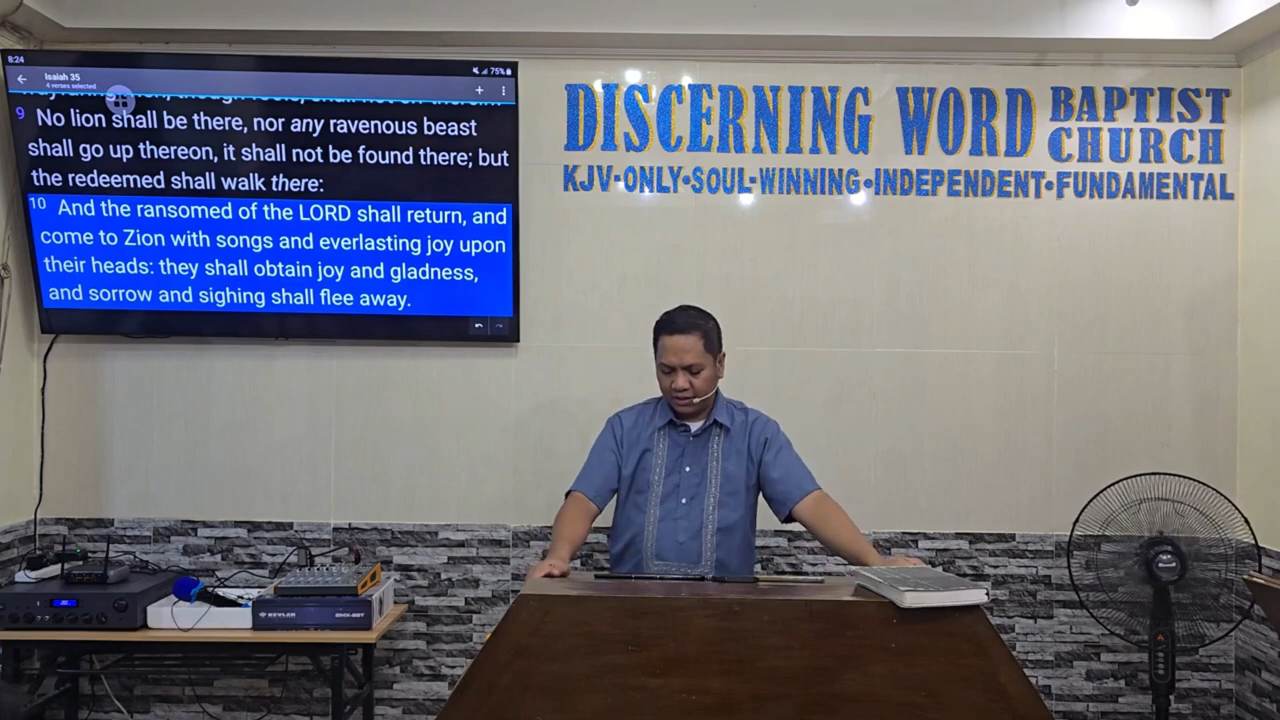 8:24
75%
Isaiah 35
4 verses selected
9 No lion shall be there, nor any ravenous beast
shall go up thereon, it shall not be found there; but
the redeemed shall walk there:
10 And the ransomed of the LORD shall return, and
come to Zion with songs and everlasting joy upon
their heads: they shall obtain joy and gladness,
and sorrow and sighing shall flee away.
DISCERNING WORD BAPTIST
CHURCH
KJV-ONLY•SOUL-WINNING•INDEPENDENT•FUNDAMENTAL